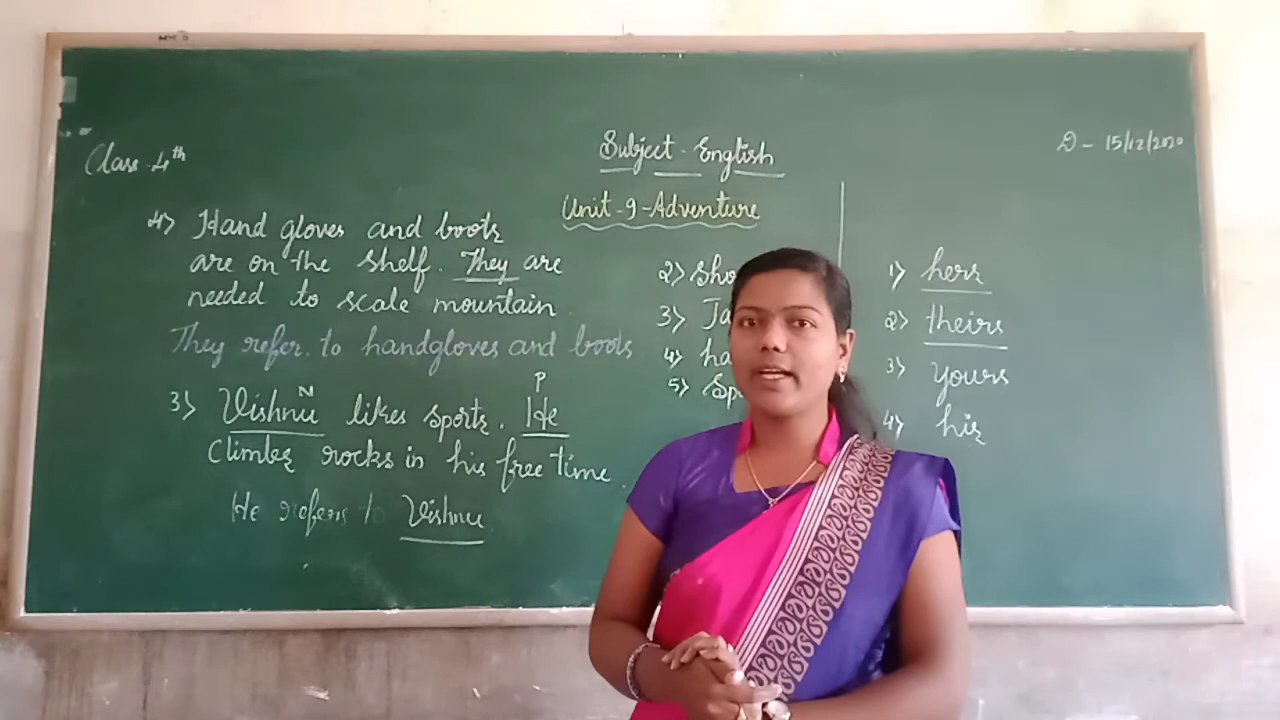 Class - 4th
Subject - English
D - 15/12/2020
Unit - 9 - Adventure
4> Hand gloves and boots
are on the shelf. They are
needed to scale mountain.
They refer to handgloves and boots
N P
3> Vishnu likes sports. He
Climbs rocks in his free time.
He refers to Vishnu
2>
3>
4>
5>
1> hers
2> theirs
3> yours
4> his